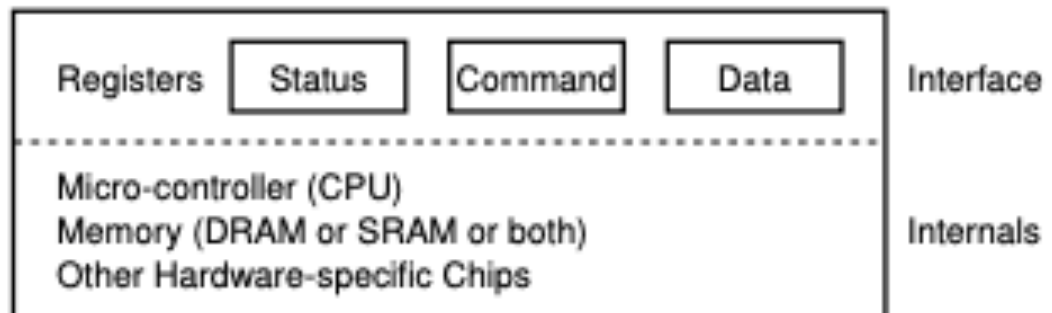 Registers Status Command Data Interface
Micro-controller (CPU)
Memory (DRAM or SRAM or both) Internals
Other Hardware-specific Chips